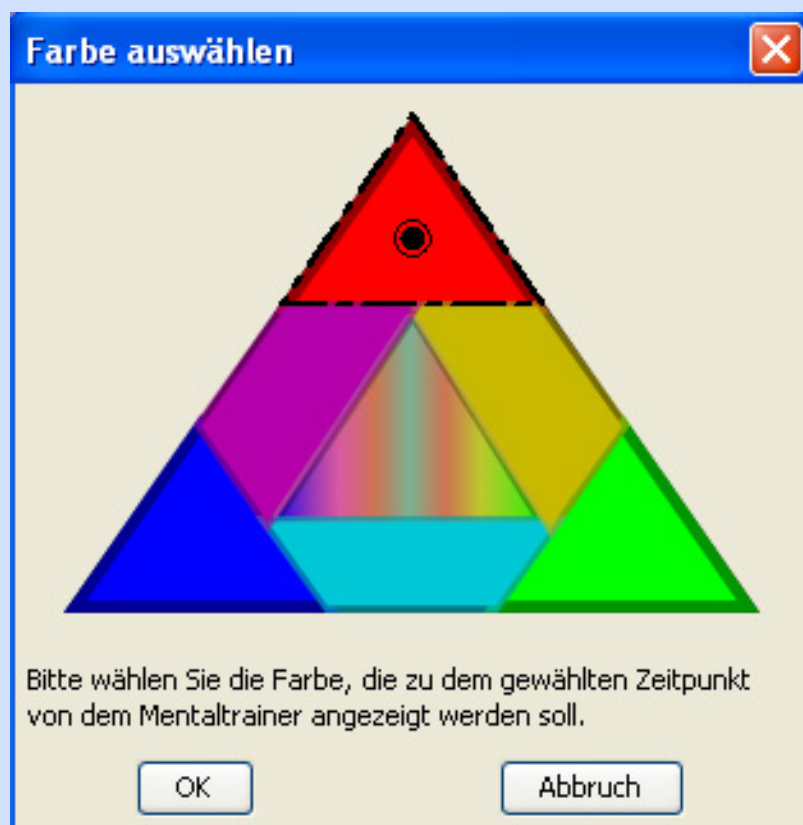 Farbe auswählen
Bitte wählen Sie die Farbe, die zu dem gewählten Zeitpunkt
von dem Mentaltrainer angezeigt werden soll.
OK
Abbruch